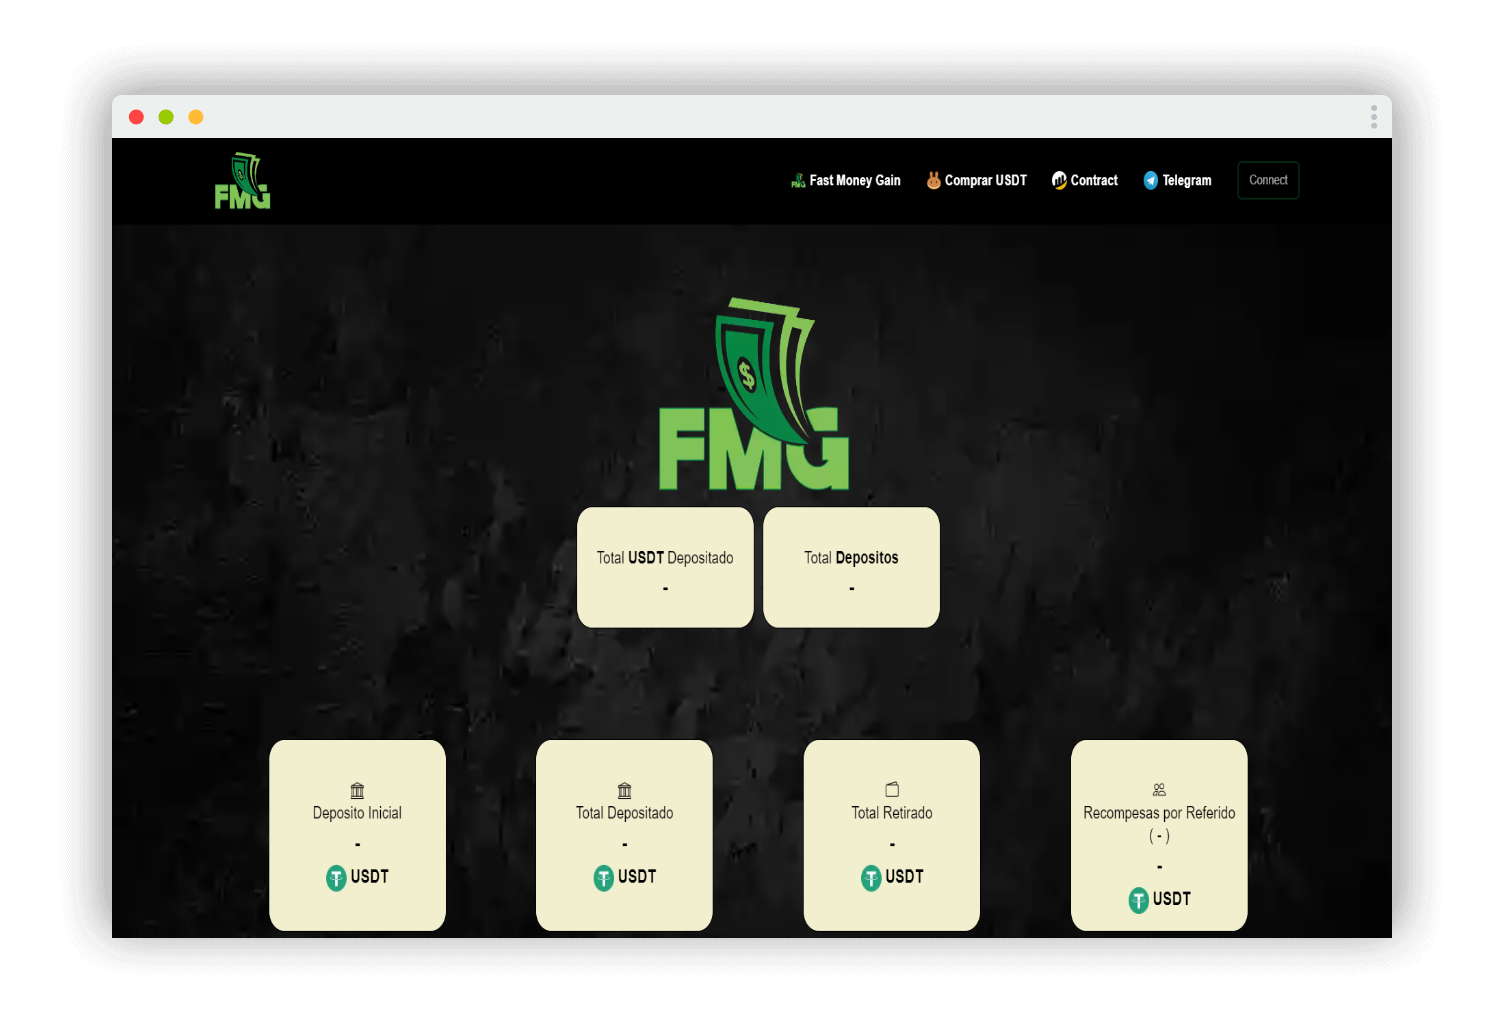 FMG
Fast Money Gain
Comprar USDT
Contract
Telegram
Connect
FMG
Total USDT Depositado
-
Total Depositos
-
Deposito Inicial
-
USDT
Total Depositado
-
USDT
Total Retirado
-
USDT
Recompesas por Referido
( - )
-
USDT